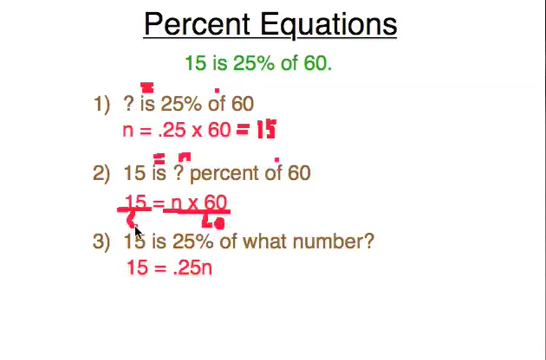 Percent Equations
15 is 25% of 60.
1) ? is 25% of 60
n = .25 x 60 = 15
2) 15 is ? percent of 60
15 = n x 60
60
3) 15 is 25% of what number?
15 = .25n